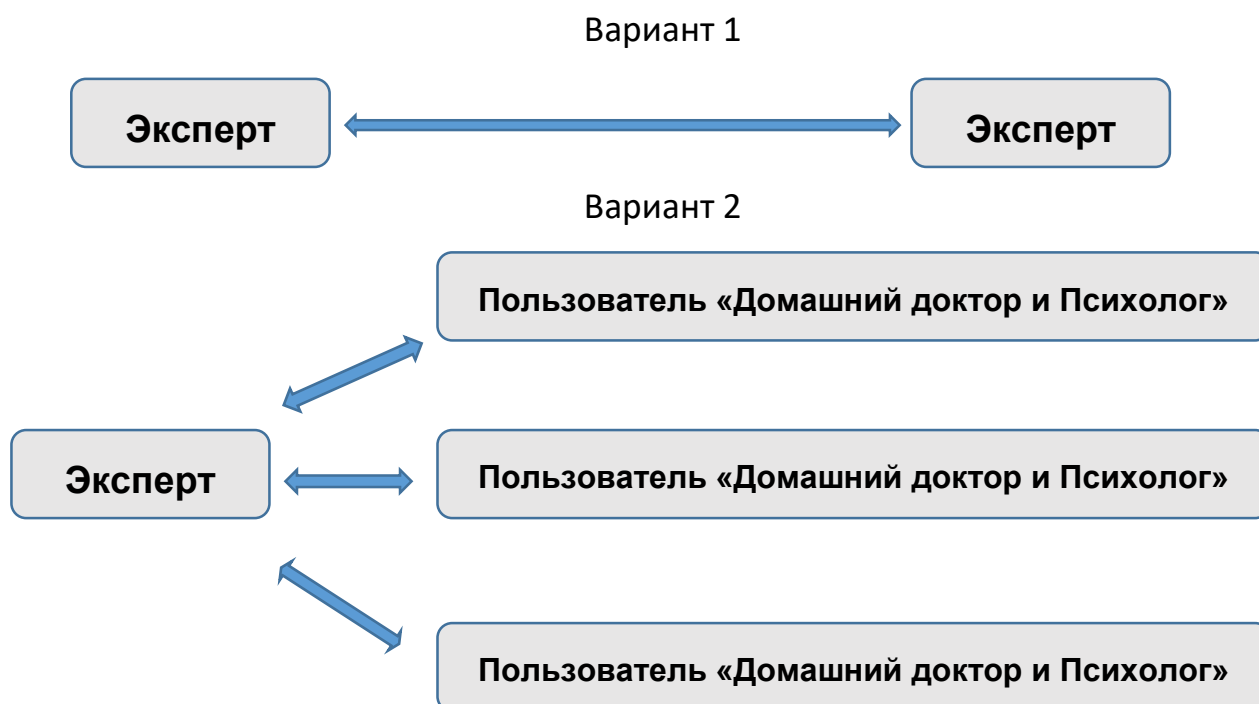 Вариант 1
Эксперт
Эксперт
Вариант 2
Пользователь «Домашний доктор и Психолог»
Эксперт
Пользователь «Домашний доктор и Психолог»
Пользователь «Домашний доктор и Психолог»